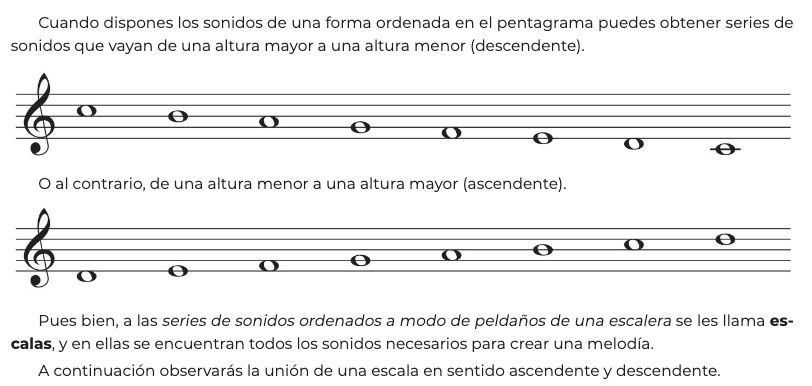 Cuando dispones los sonidos de una forma ordenada en el pentagrama puedes obtener series de
sonidos que vayan de una altura mayor a una altura menor (descendente).
O al contrario, de una altura menor a una altura mayor (ascendente).
Pues bien, a las series de sonidos ordenados a modo de peldaños de una escalera se les llama es-
calas, y en ellas se encuentran todos los sonidos necesarios para crear una melodía.
A continuación observarás la unión de una escala en sentido ascendente y descendente.